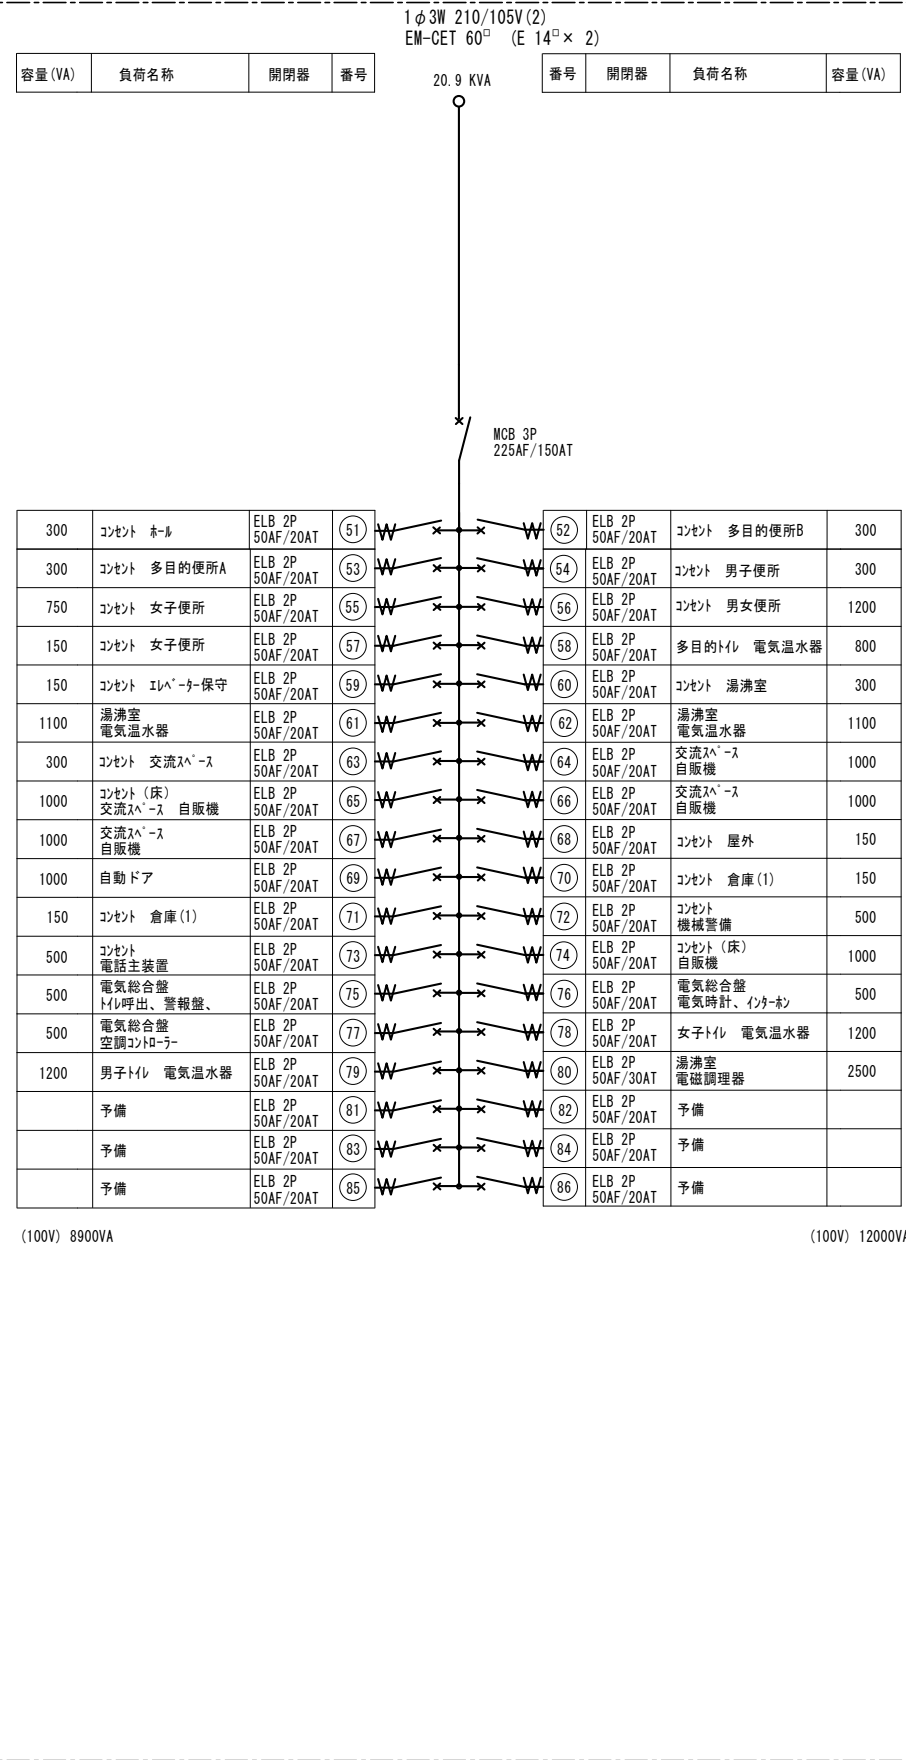 1φ3W 210/105V(2)
EM-CET 60□ (E 14□× 2)
容量(VA) 負荷名称 開閉器 番号
番号 開閉器 負荷名称 容量(VA)
20.9 KVA
MCB 3P
225AF/150AT
300 コンセント ホール ELB 2P 50AF/20AT 51
52 ELB 2P 50AF/20AT コンセント 多目的便所B 300
300 コンセント 多目的便所A ELB 2P 50AF/20AT 53
54 ELB 2P 50AF/20AT コンセント 男子便所 300
750 コンセント 女子便所 ELB 2P 50AF/20AT 55
56 ELB 2P 50AF/20AT コンセント 男女便所 1200
150 コンセント 女子便所 ELB 2P 50AF/20AT 57
58 ELB 2P 50AF/20AT 多目的トイレ 電気温水器 800
150 コンセント エレベーター保守 ELB 2P 50AF/20AT 59
60 ELB 2P 50AF/20AT コンセント 湯沸室 300
1100 湯沸室 電気温水器 ELB 2P 50AF/20AT 61
62 ELB 2P 50AF/20AT 湯沸室 電気温水器 1100
300 コンセント 交流スペース ELB 2P 50AF/20AT 63
64 ELB 2P 50AF/20AT 交流スペース 自販機 1000
1000 コンセント(床) 交流スペース 自販機 ELB 2P 50AF/20AT 65
66 ELB 2P 50AF/20AT 交流スペース 自販機 1000
1000 交流スペース 自販機 ELB 2P 50AF/20AT 67
68 ELB 2P 50AF/20AT コンセント 屋外 150
1000 自動ドア ELB 2P 50AF/20AT 69
70 ELB 2P 50AF/20AT コンセント 倉庫(1) 150
150 コンセント 倉庫(1) ELB 2P 50AF/20AT 71
72 ELB 2P 50AF/20AT コンセント 機械警備 500
500 コンセント 電話主装置 ELB 2P 50AF/20AT 73
74 ELB 2P 50AF/20AT コンセント(床) 自販機 1000
500 電気総合盤 トイレ呼出、警報盤、 ELB 2P 50AF/20AT 75
76 ELB 2P 50AF/20AT 電気総合盤 電気時計、インターホン 500
500 電気総合盤 空調コントローラー ELB 2P 50AF/20AT 77
78 ELB 2P 50AF/20AT 女子トイレ 電気温水器 1200
1200 男子トイレ 電気温水器 ELB 2P 50AF/20AT 79
80 ELB 2P 50AF/30AT 湯沸室 電磁調理器 2500
予備 ELB 2P 50AF/20AT 81
82 ELB 2P 50AF/20AT 予備
予備 ELB 2P 50AF/20AT 83
84 ELB 2P 50AF/20AT 予備
予備 ELB 2P 50AF/20AT 85
86 ELB 2P 50AF/20AT 予備
(100V) 8900VA
(100V) 12000VA